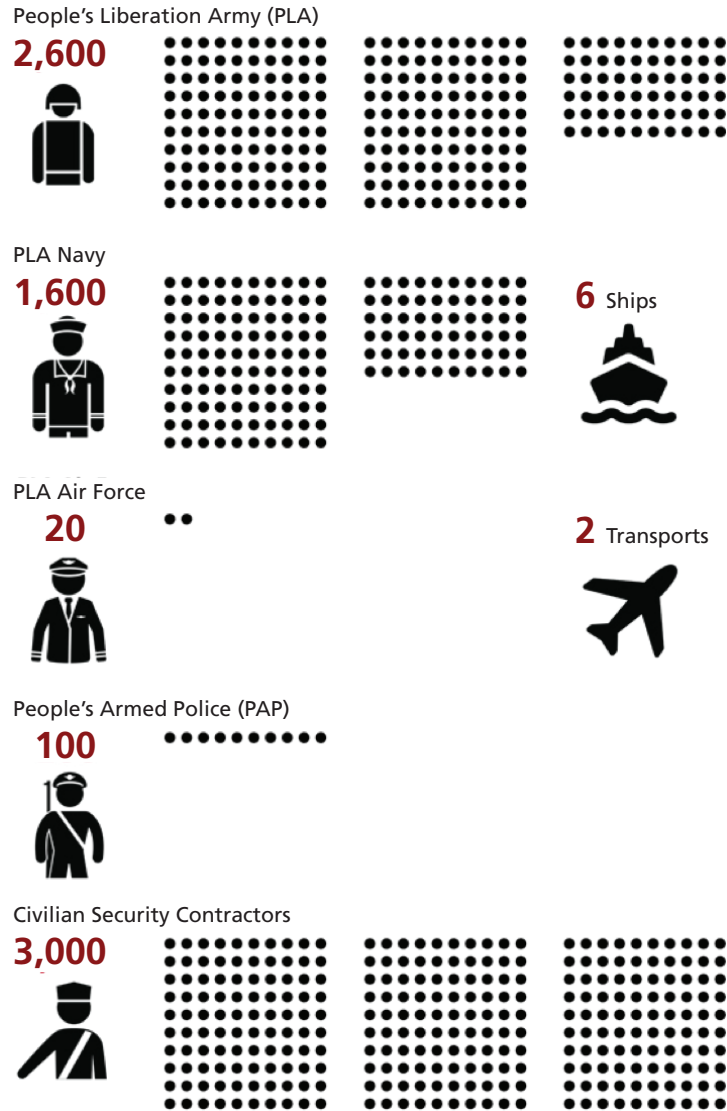 People’s Liberation Army (PLA)
2,600
PLA Navy
1,600
6 Ships
PLA Air Force
20
2 Transports
People’s Armed Police (PAP)
100
Civilian Security Contractors
3,000